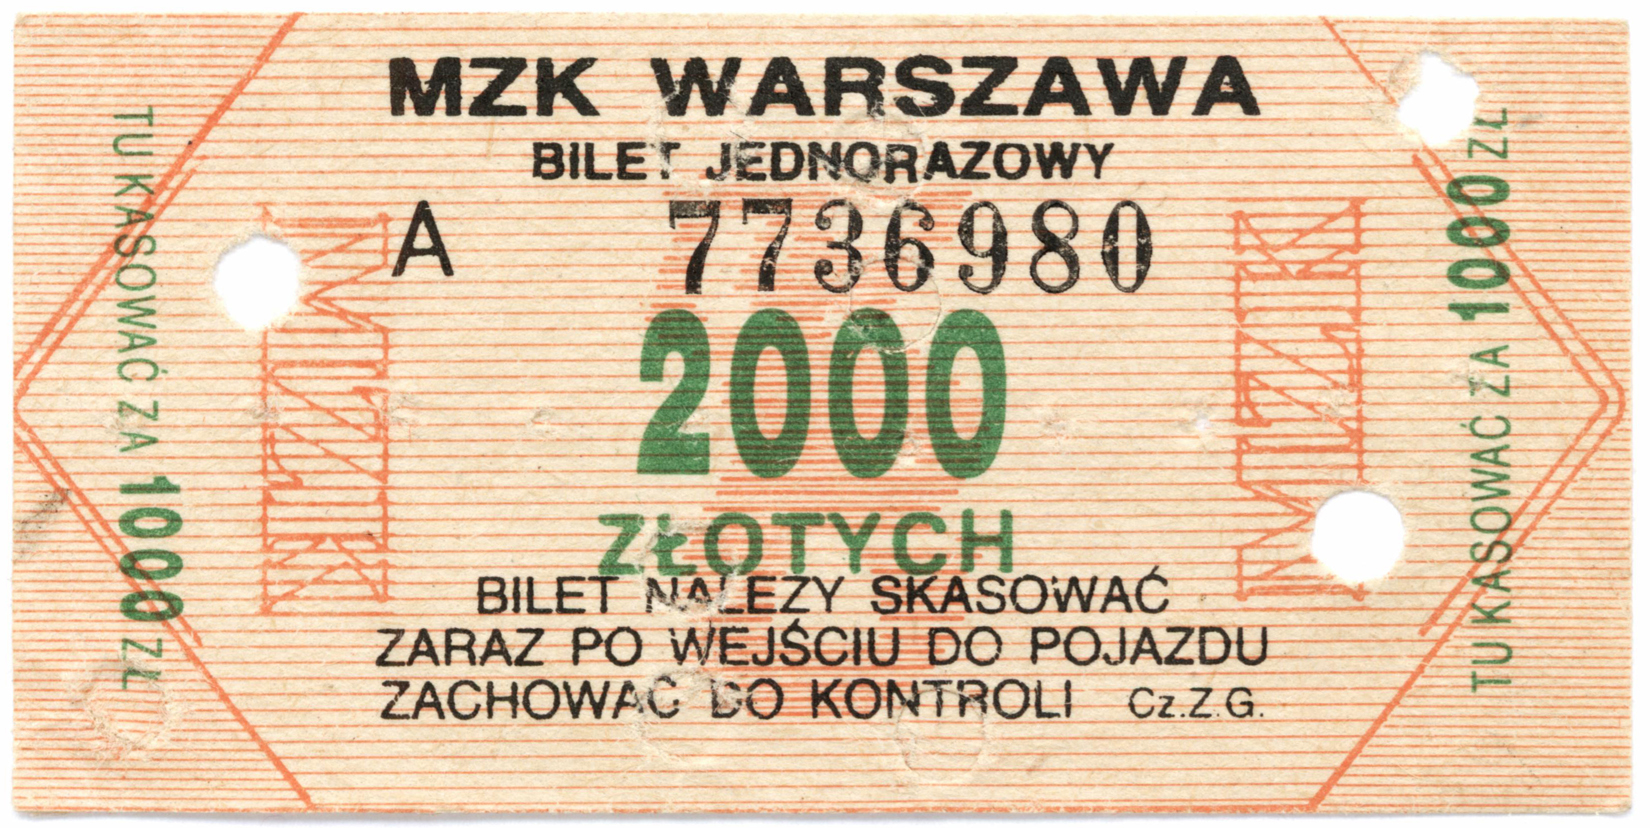 MZK WARSZAWA
BILET JEDNORAZOWY
A 7736980
2000
ZŁOTYCH
BILET NALEZY SKASOWAĆ
ZARAZ PO WEJŚCIU DO POJAZDU
ZACHOWAĆ DO KONTROLI Cz.Z.G.
TU KASOWAĆ ZA 1000 ZŁ
MZK
MZK
TU KASOWAĆ ZA 1000 ZŁ